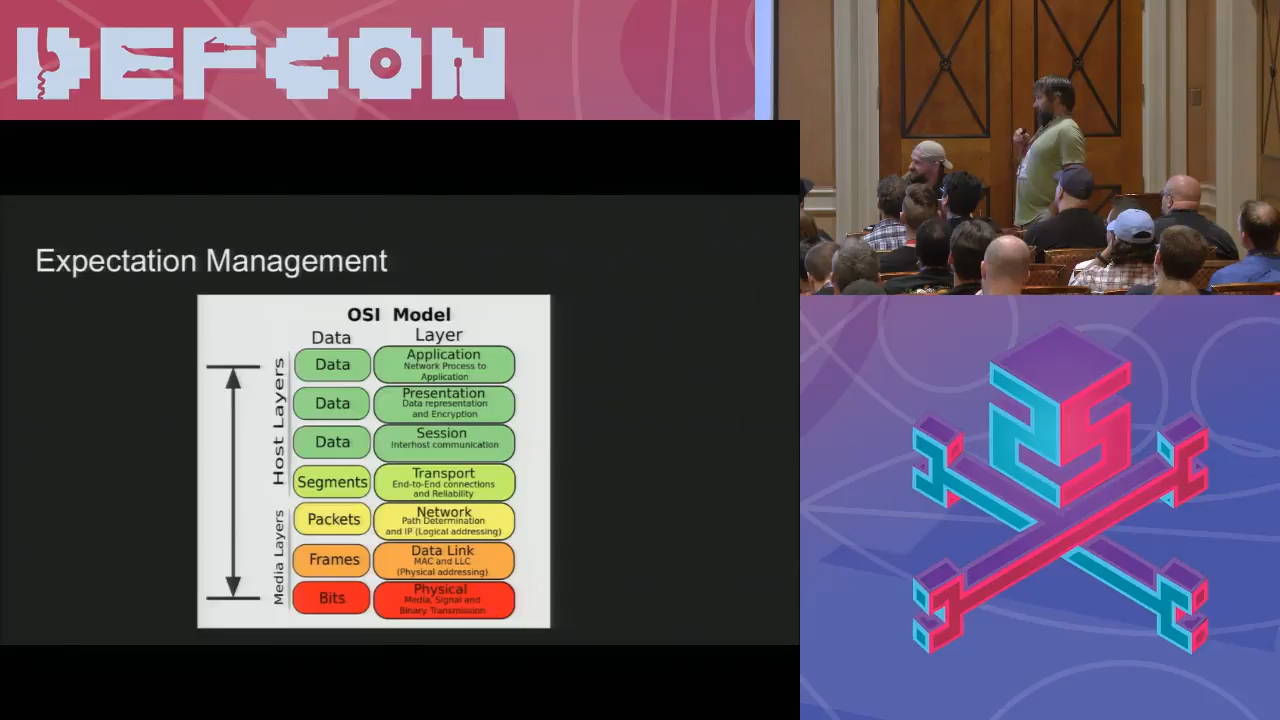 DEFCON
Expectation Management
OSI Model
Data
Layer
Host Layers
Media Layers
Data
Application
Network Process to
Application
Data
Presentation
Data representation
and Encryption
Data
Session
Interhost communication
Segments
Transport
End-to-End connections
and Reliability
Packets
Network
Path Determination
and IP (Logical addressing)
Frames
Data Link
MAC and LLC
(Physical addressing)
Bits
Physical
Media, Signal and
Binary Transmission
25